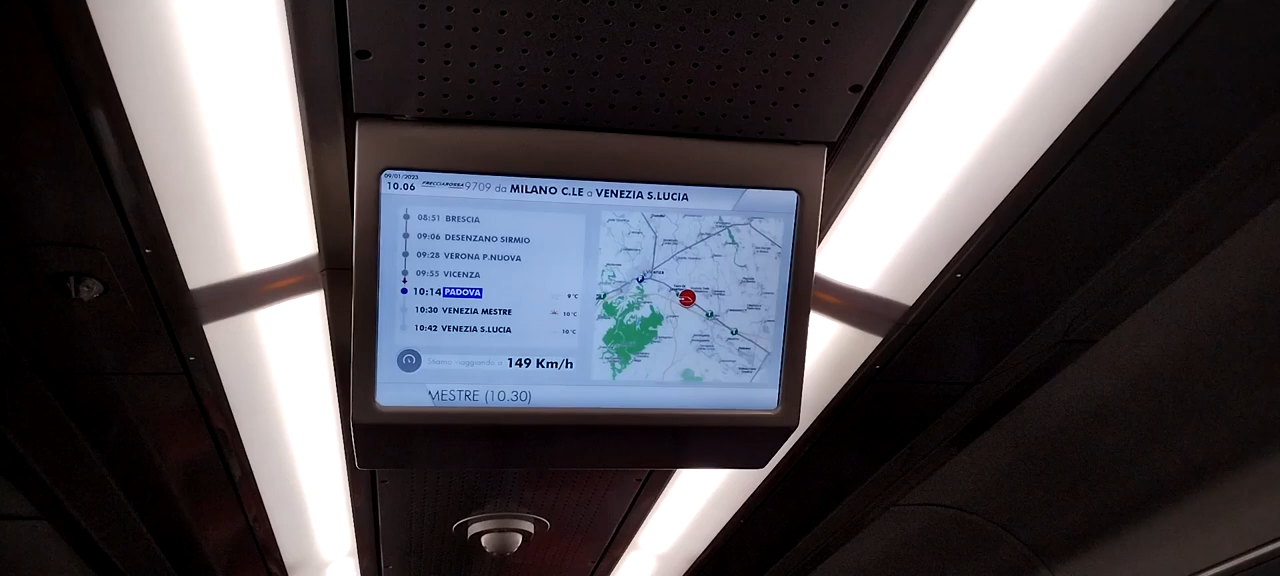 09/01/2023
10.06 FRECCIAROSSA 9709 da MILANO C.LE a VENEZIA S.LUCIA
08:51 BRESCIA
09:06 DESENZANO SIRMIO
09:28 VERONA P.NUOVA
09:55 VICENZA
10:14 PADOVA 9°C
10:30 VENEZIA MESTRE 10°C
10:42 VENEZIA S.LUCIA 10°C
Stiamo viaggiando a 149 Km/h
MESTRE (10.30)